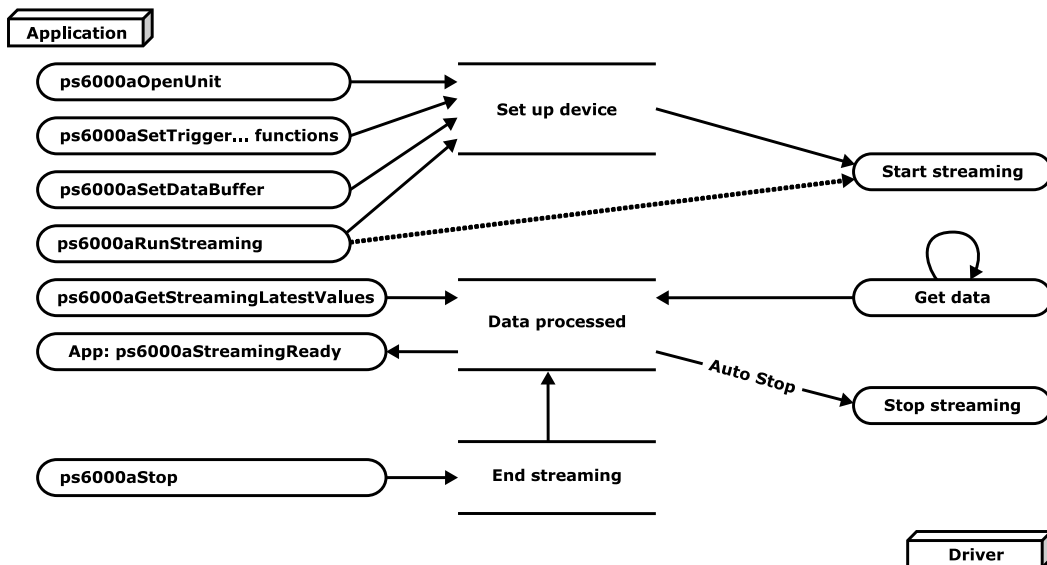 Application
ps6000aOpenUnit
Set up device
ps6000aSetTrigger... functions
Start streaming
ps6000aSetDataBuffer
ps6000aRunStreaming
ps6000aGetStreamingLatestValues
Get data
Data processed
App: ps6000aStreamingReady
Auto Stop
Stop streaming
ps6000aStop
End streaming
Driver